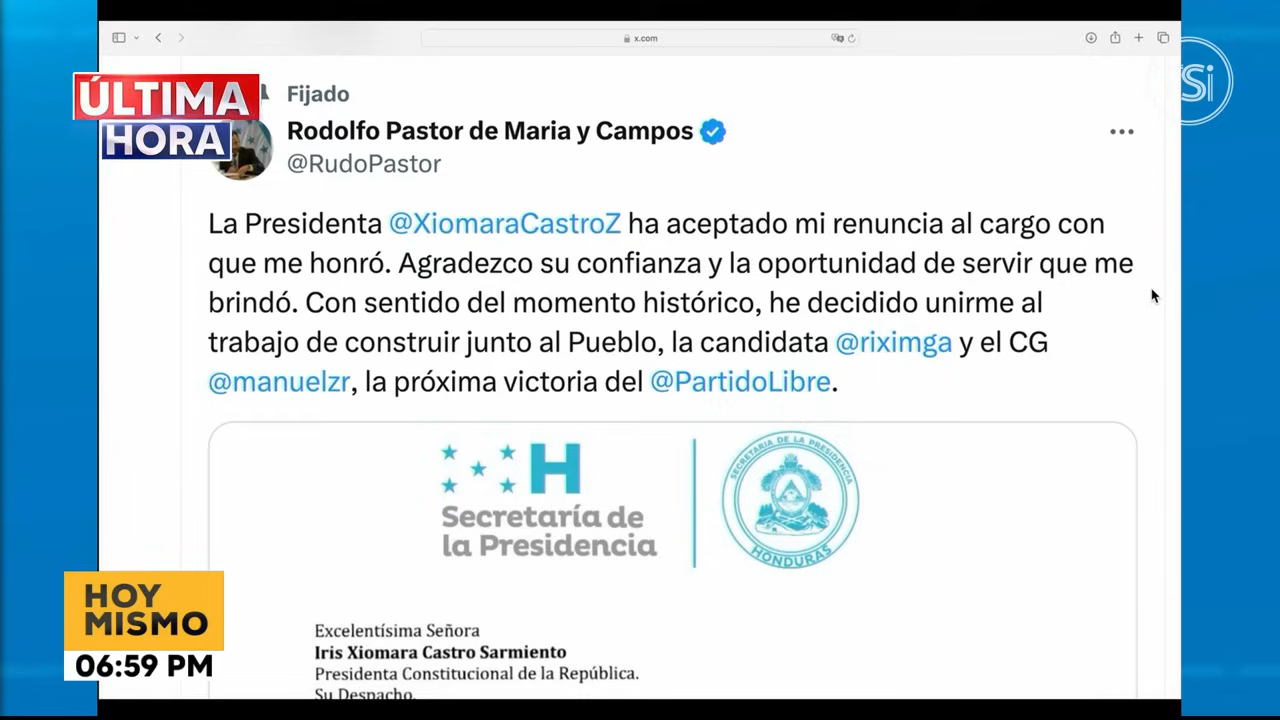 x.com
TSi
ÚLTIMA
HORA
Fijado
Rodolfo Pastor de Maria y Campos
@RudoPastor
La Presidenta @XiomaraCastroZ ha aceptado mi renuncia al cargo con
que me honró. Agradezco su confianza y la oportunidad de servir que me
brindó. Con sentido del momento histórico, he decidido unirme al
trabajo de construir junto al Pueblo, la candidata @riximga y el CG
@manuelzr, la próxima victoria del @PartidoLibre.
H
Secretaría de
la Presidencia
SECRETARIA DE LA PRESIDENCIA
HONDURAS
Excelentísima Señora
Iris Xiomara Castro Sarmiento
Presidenta Constitucional de la República.
Su Despacho.
HOY
MISMO
06:59 PM